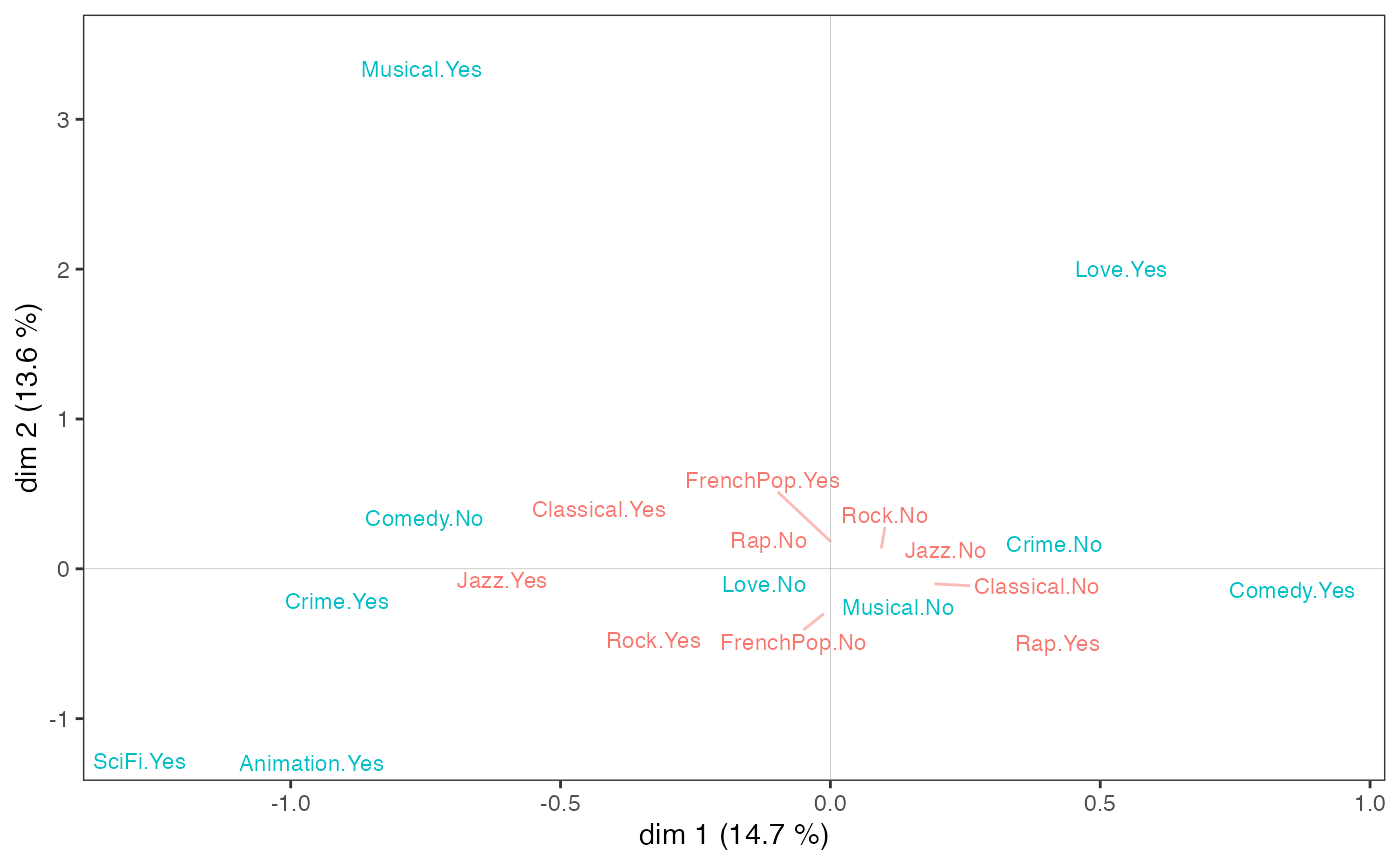 Musical.Yes
3
Love.Yes
2
dim 2 (13.6 %)
1
FrenchPop.Yes
Classical.Yes
Rock.No
Comedy.No
Rap.No
Crime.No
Jazz.No
0
Jazz.Yes
Love.No
Classical.No
Comedy.Yes
Crime.Yes
Musical.No
Rock.Yes
FrenchPop.No
Rap.Yes
-1
SciFi.Yes
Animation.Yes
-1.0 -0.5 0.0 0.5 1.0
dim 1 (14.7 %)